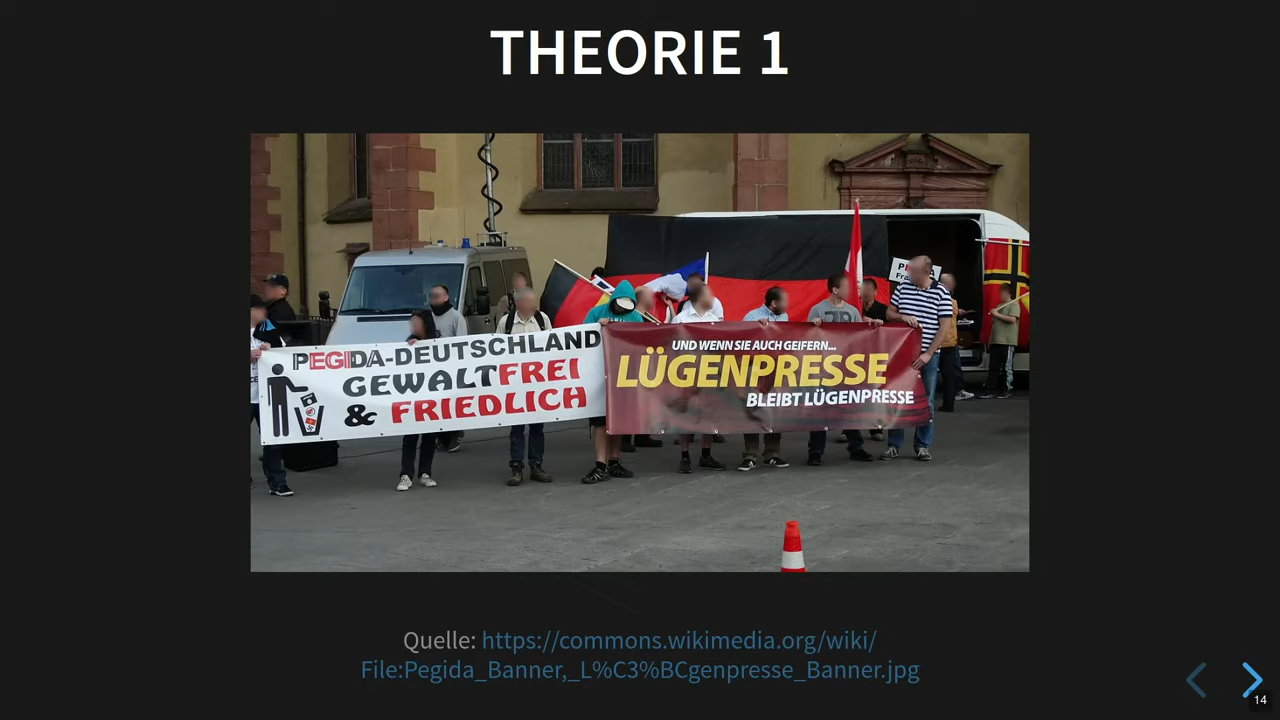 THEORIE 1
PEGIDA-DEUTSCHLAND
GEWALTFREI
& FRIEDLICH
UND WENN SIE AUCH GEIFERN...
LÜGENPRESSE
BLEIBT LÜGENPRESSE
Quelle: https://commons.wikimedia.org/wiki/
File:Pegida_Banner,_L%C3%BCgenpresse_Banner.jpg
14